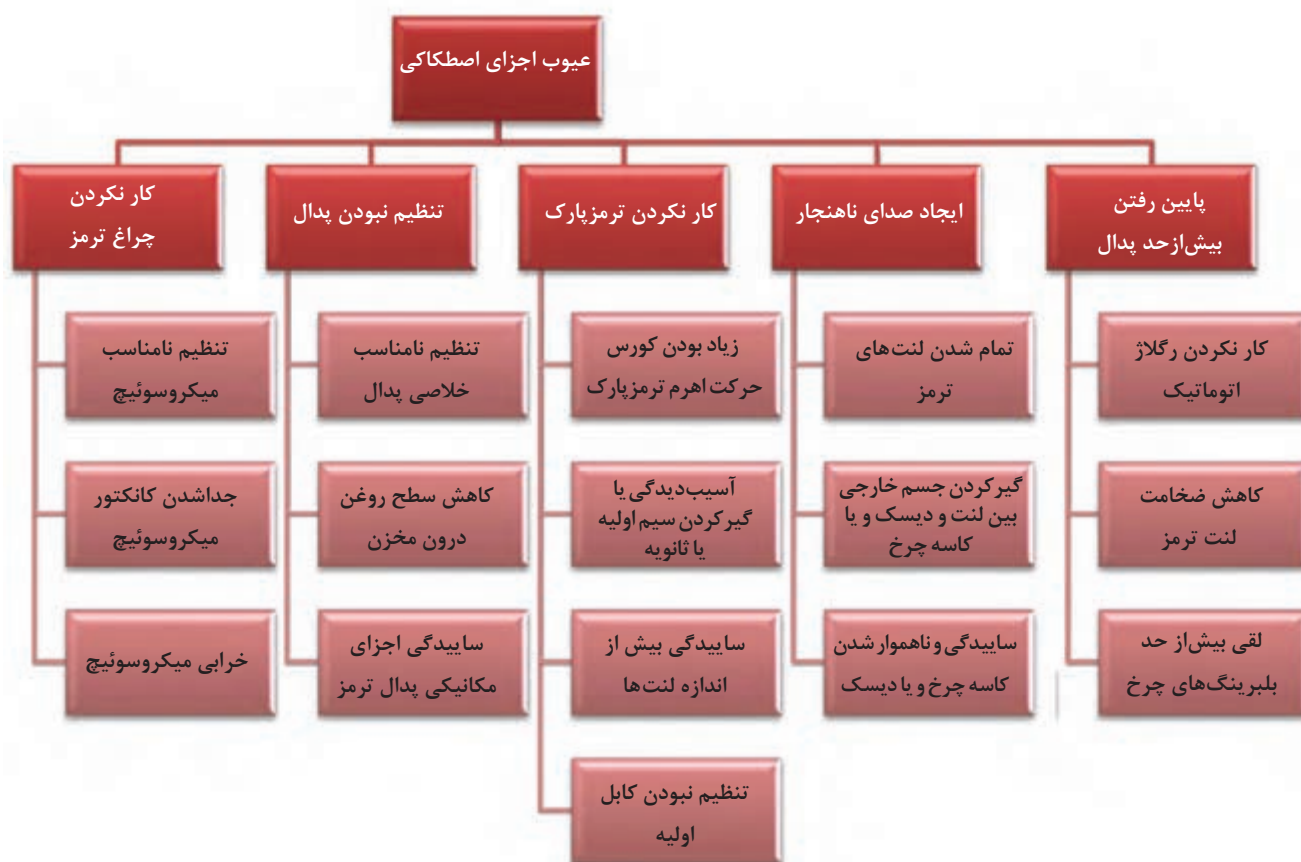 عیوب اجزای اصطکاکی
پایین رفتن
بیش‌ازحد پدال
کار نکردن رگلاژ
اتوماتیک
کاهش ضخامت
لنت ترمز
لقی بیش‌از حد
بلبرینگ‌های چرخ
ایجاد صدای ناهنجار
تمام شدن لنت‌های
ترمز
گیرکردن جسم خارجی
بین لنت و دیسک و یا
کاسه چرخ
ساییدگی و ناهموار شدن
کاسه چرخ و یا دیسک
کار نکردن ترمزپارک
زیاد بودن کورس
حرکت اهرم ترمزپارک
آسیب‌دیدگی یا
گیرکردن سیم اولیه
یا ثانویه
ساییدگی بیش از
اندازه لنت‌ها
تنظیم نبودن کابل
اولیه
تنظیم نبودن پدال
تنظیم نامناسب
خلاصی پدال
کاهش سطح روغن
درون مخزن
ساییدگی اجزای
مکانیکی پدال ترمز
کار نکردن
چراغ ترمز
تنظیم نامناسب
میکروسوئیچ
جداشدن کانکتور
میکروسوئیچ
خرابی میکروسوئیچ